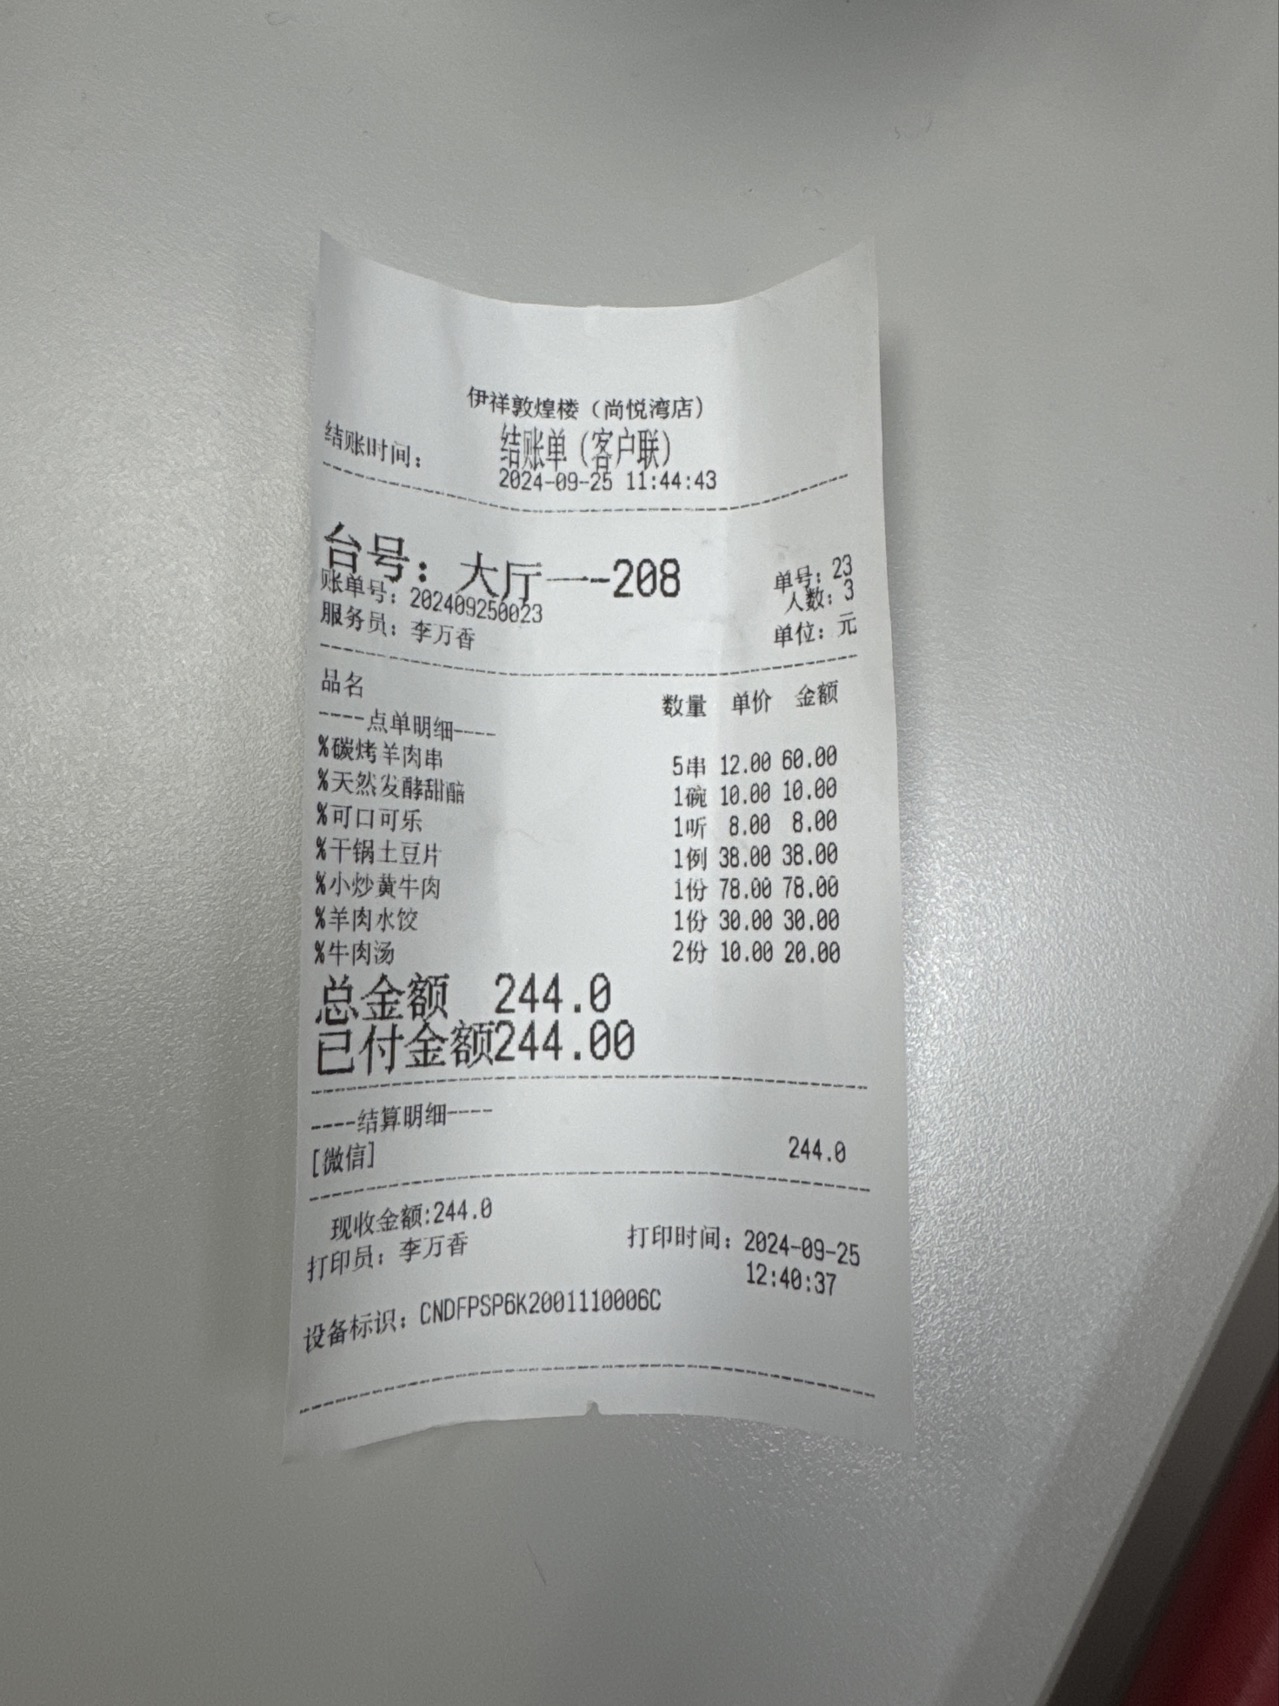 伊祥敦煌楼（尚悦湾店）
结账单（客户联）
结账时间： 2024-09-25 11:44:43
台号：大厅一--208 单号：23
账单号：202409250023 人数：3
服务员：李万香 单位：元
品名 数量 单价 金额
----点单明细----
%碳烤羊肉串 5串 12.00 60.00
%天然发酵甜醅 1碗 10.00 10.00
%可口可乐 1听 8.00 8.00
%干锅土豆片 1例 38.00 38.00
%小炒黄牛肉 1份 78.00 78.00
%羊肉水饺 1份 30.00 30.00
%牛肉汤 2份 10.00 20.00
总金额 244.0
已付金额244.00
----结算明细----
[微信] 244.0
现收金额:244.0
打印员：李万香 打印时间：2024-09-25
12:40:37
设备标识：CNDFPSP6K2001110006C